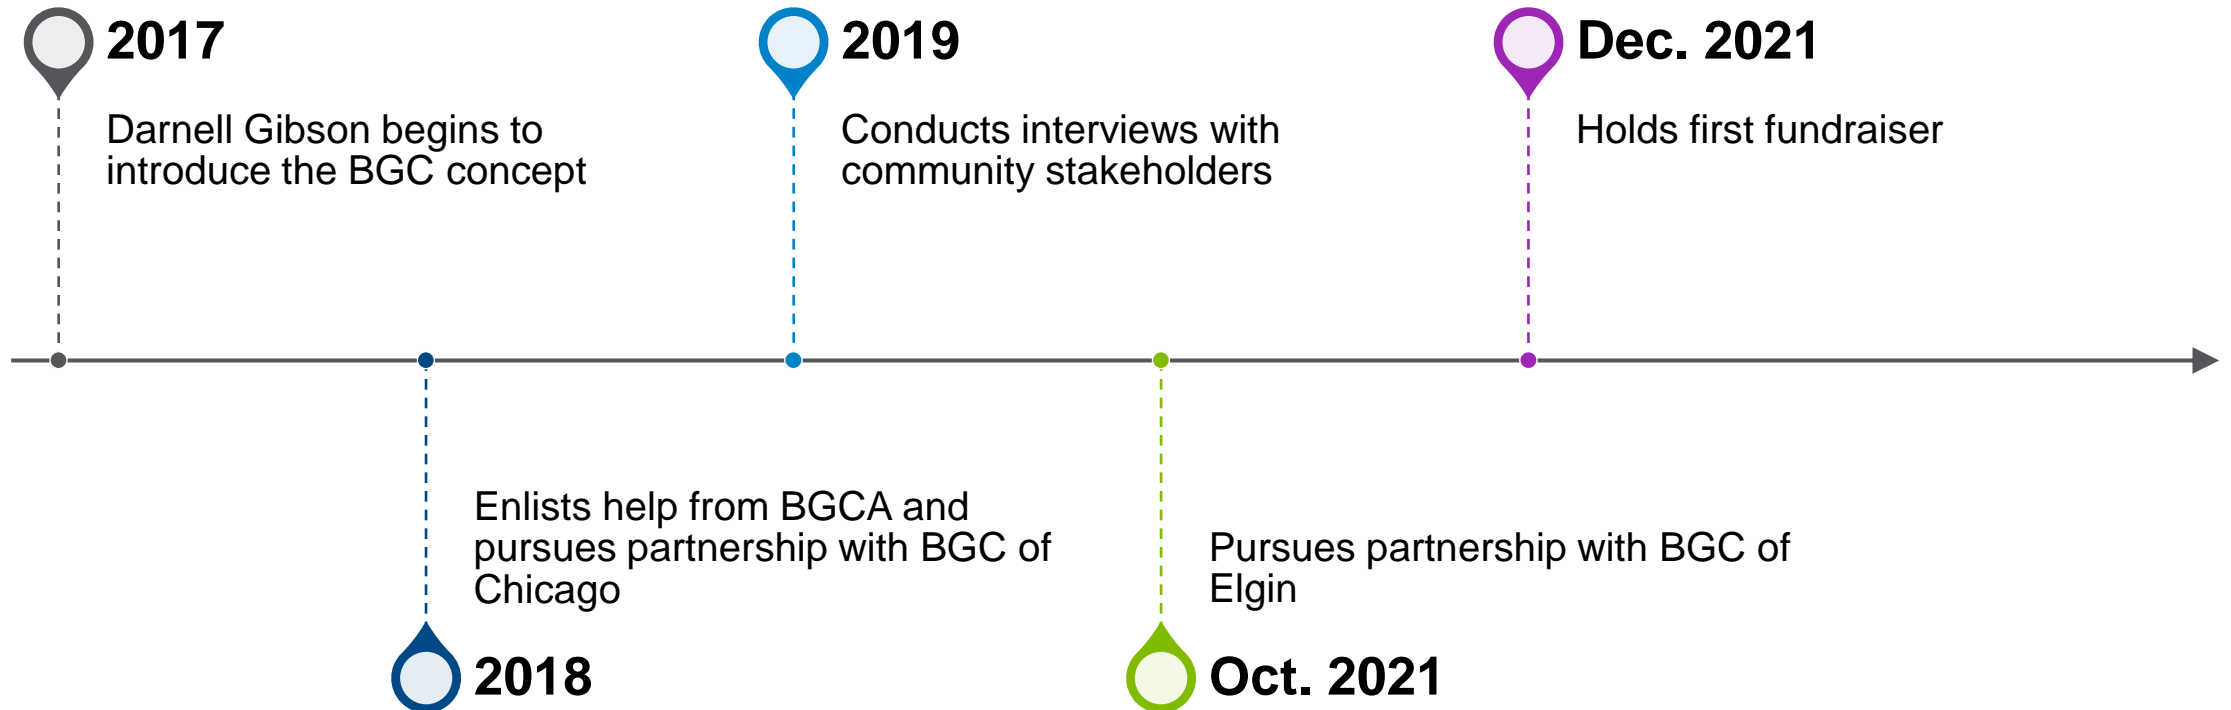 2017
Darnell Gibson begins to
introduce the BGC concept
2019
Conducts interviews with
community stakeholders
Dec. 2021
Holds first fundraiser
Enlists help from BGCA and
pursues partnership with BGC of
Chicago
2018
Pursues partnership with BGC of
Elgin
Oct. 2021